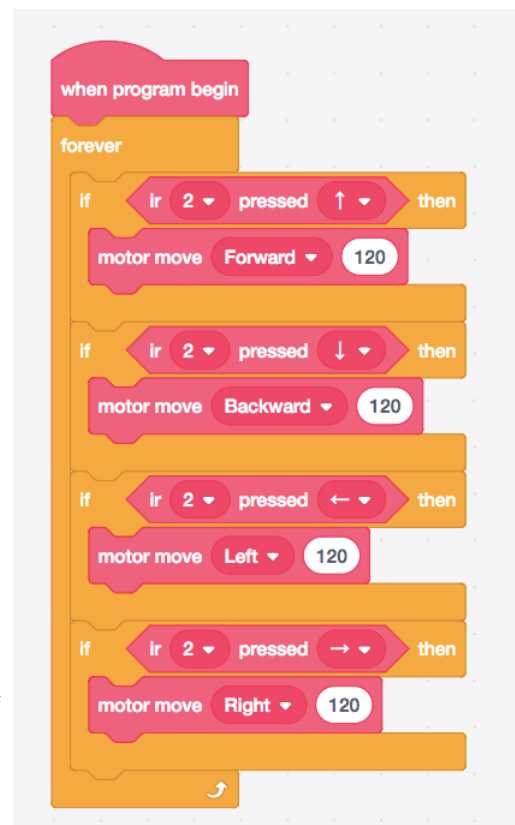 when program begin
forever
if ir 2 pressed ↑ then
motor move Forward 120
if ir 2 pressed ↓ then
motor move Backward 120
if ir 2 pressed ← then
motor move Left 120
if ir 2 pressed → then
motor move Right 120